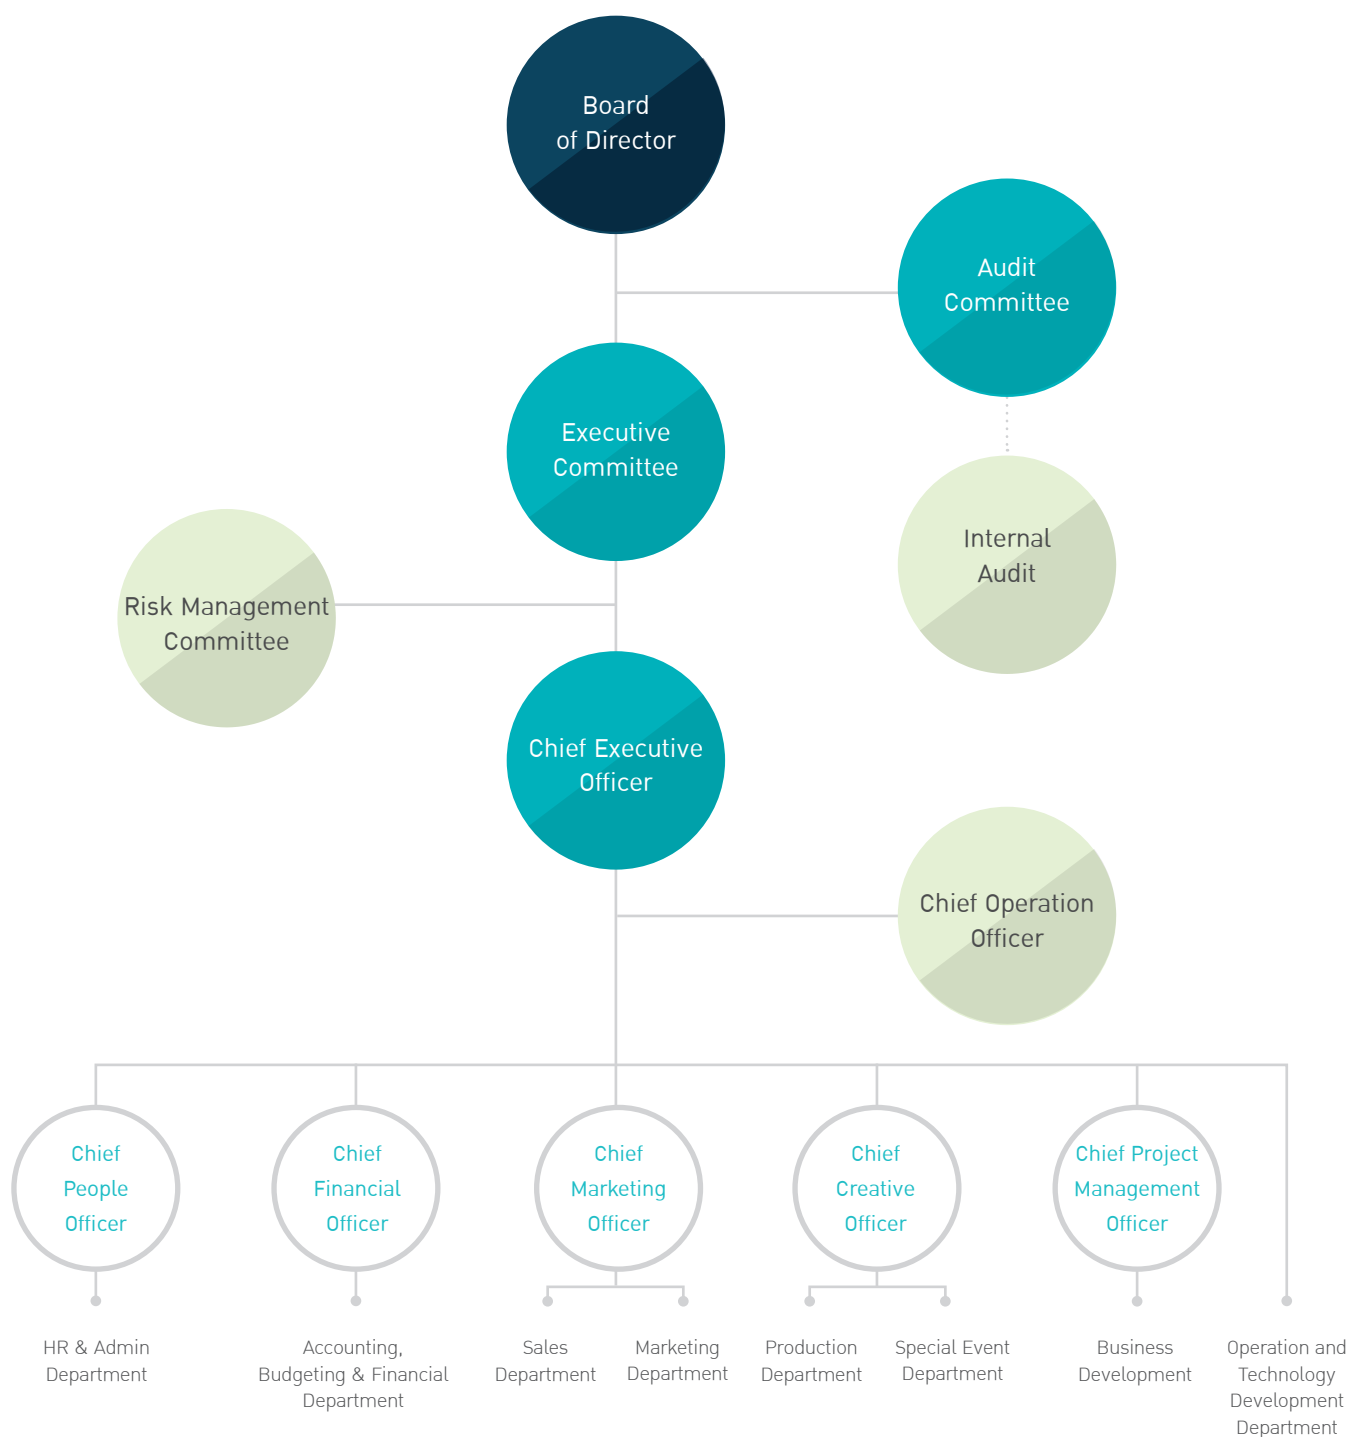 Board
of Director
Audit
Committee
Executive
Committee
Internal
Audit
Risk Management
Committee
Chief Executive
Officer
Chief Operation
Officer
Chief
People
Officer
Chief
Financial
Officer
Chief
Marketing
Officer
Chief
Creative
Officer
Chief Project
Management
Officer
HR & Admin
Department
Accounting,
Budgeting & Financial
Department
Sales
Department
Marketing
Department
Production
Department
Special Event
Department
Business
Development
Operation and
Technology
Development
Department